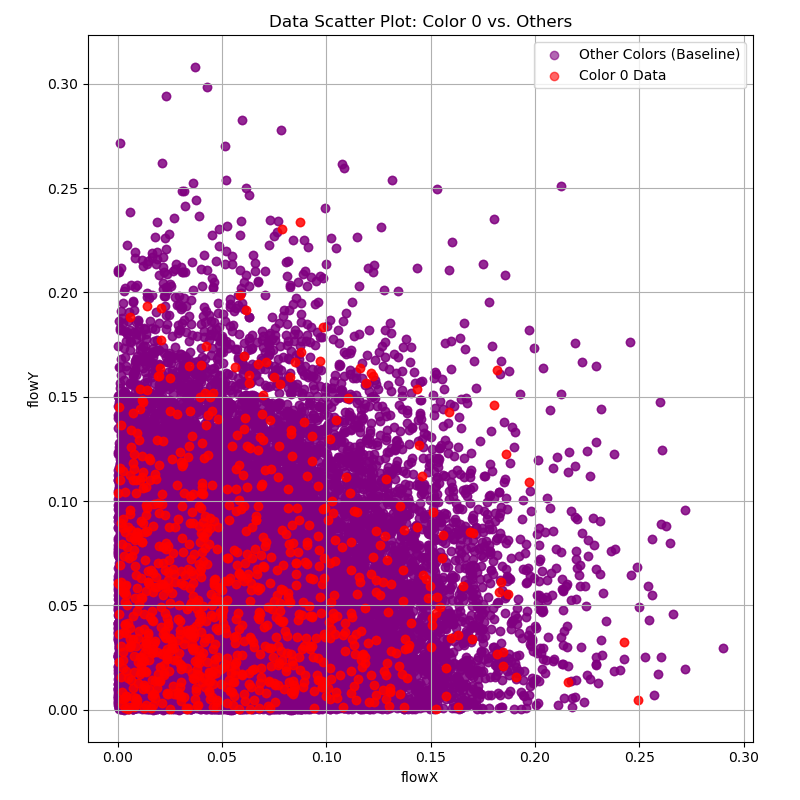 Data Scatter Plot: Color 0 vs. Others
Other Colors (Baseline)
Color 0 Data
0.30
0.25
0.20
0.15
0.10
0.05
0.00
flowY
0.00 0.05 0.10 0.15 0.20 0.25 0.30
flowX